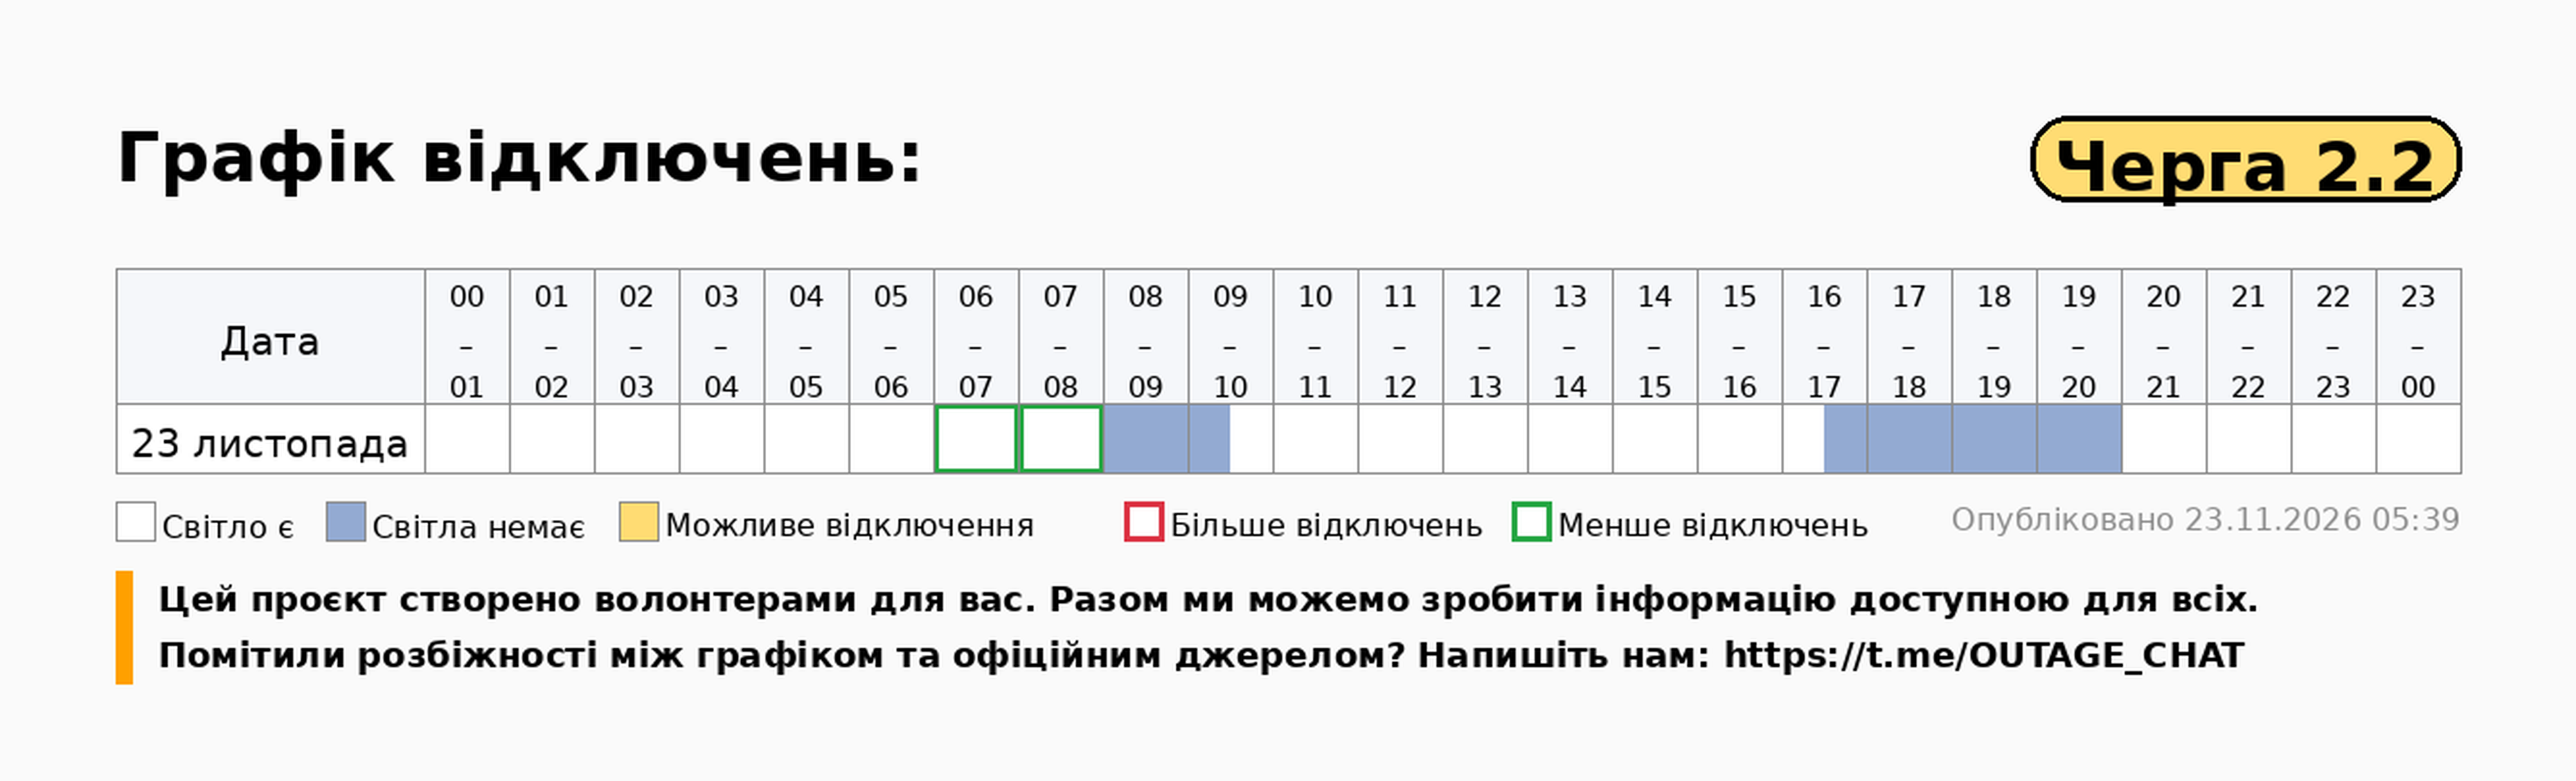 Графік відключень:
Черга 2.2
Дата
00 – 01
01 – 02
02 – 03
03 – 04
04 – 05
05 – 06
06 – 07
07 – 08
08 – 09
09 – 10
10 – 11
11 – 12
12 – 13
13 – 14
14 – 15
15 – 16
16 – 17
17 – 18
18 – 19
19 – 20
20 – 21
21 – 22
22 – 23
23 – 00
23 листопада
Світло є
Світла немає
Можливе відключення
Більше відключень
Менше відключень
Опубліковано 23.11.2026 05:39
Цей проєкт створено волонтерами для вас. Разом ми можемо зробити інформацію доступною для всіх.
Помітили розбіжності між графіком та офіційним джерелом? Напишіть нам: https://t.me/OUTAGE_CHAT